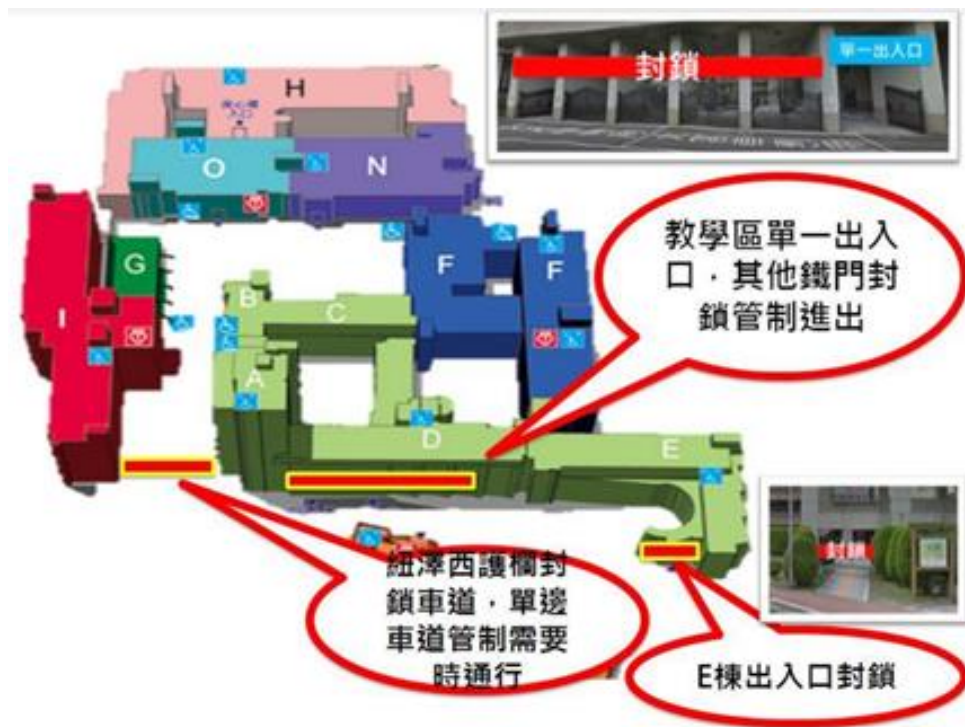 封鎖
單一出入口
H
O
N
教學區單一出入
口，其他鐵門封
鎖管制進出
G
F
F
I
B
C
A
D
E
封鎖
紐澤西護欄封
鎖車道，單邊
車道管制需要
時通行
E棟出入口封鎖